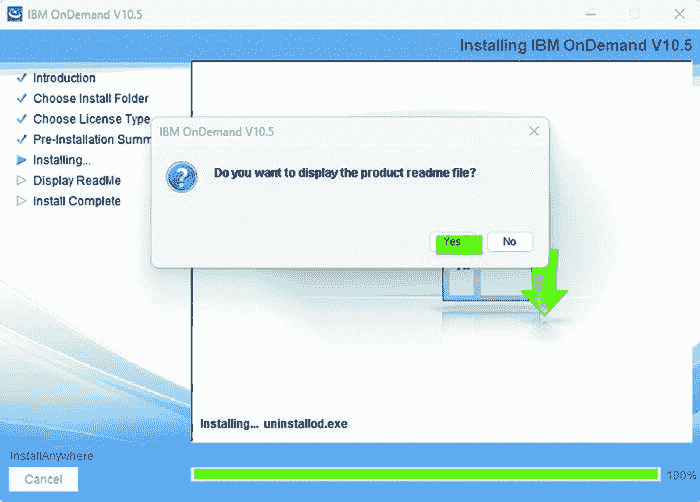 IBM OnDemand V10.5
Installing IBM OnDemand V10.5
Introduction
Choose Install Folder
Choose License Type
Pre-Installation Summ
Installing...
Display ReadMe
Install Complete
IBM OnDemand V10.5
Do you want to display the product readme file?
Yes
No
Installing... uninstallod.exe
InstallAnywhere
Cancel
100%